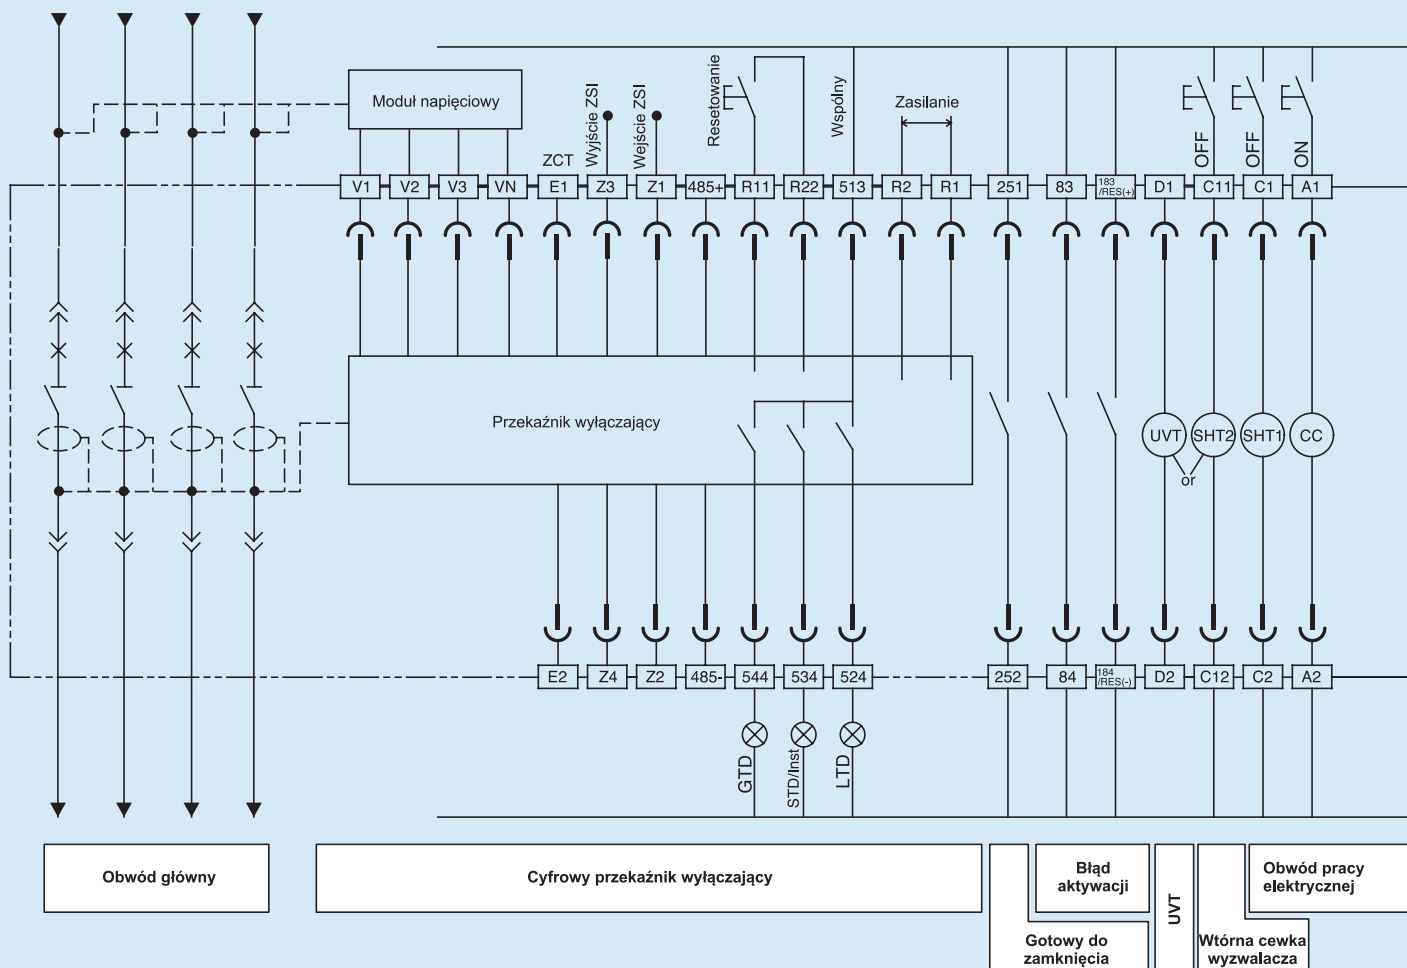 Moduł napięciowy
ZCT
Wyjście ZSI
Wejście ZSI
Resetowanie
Wspólny
Zasilanie
OFF
OFF
ON
V1
V2
V3
VN
E1
Z3
Z1
485+
R11
R22
513
R2
R1
251
83
183
/RES(+)
D1
C11
C1
A1
Przekaźnik wyłączający
UVT
SHT2
SHT1
CC
or
E2
Z4
Z2
485-
544
534
524
252
84
184
/RES(-)
D2
C12
C2
A2
GTD
STD/Inst
LTD
Obwód główny
Cyfrowy przekaźnik wyłączający
Błąd
aktywacji
Gotowy do
zamknięcia
UVT
Wtórna cewka
wyzwalacza
Obwód pracy
elektrycznej